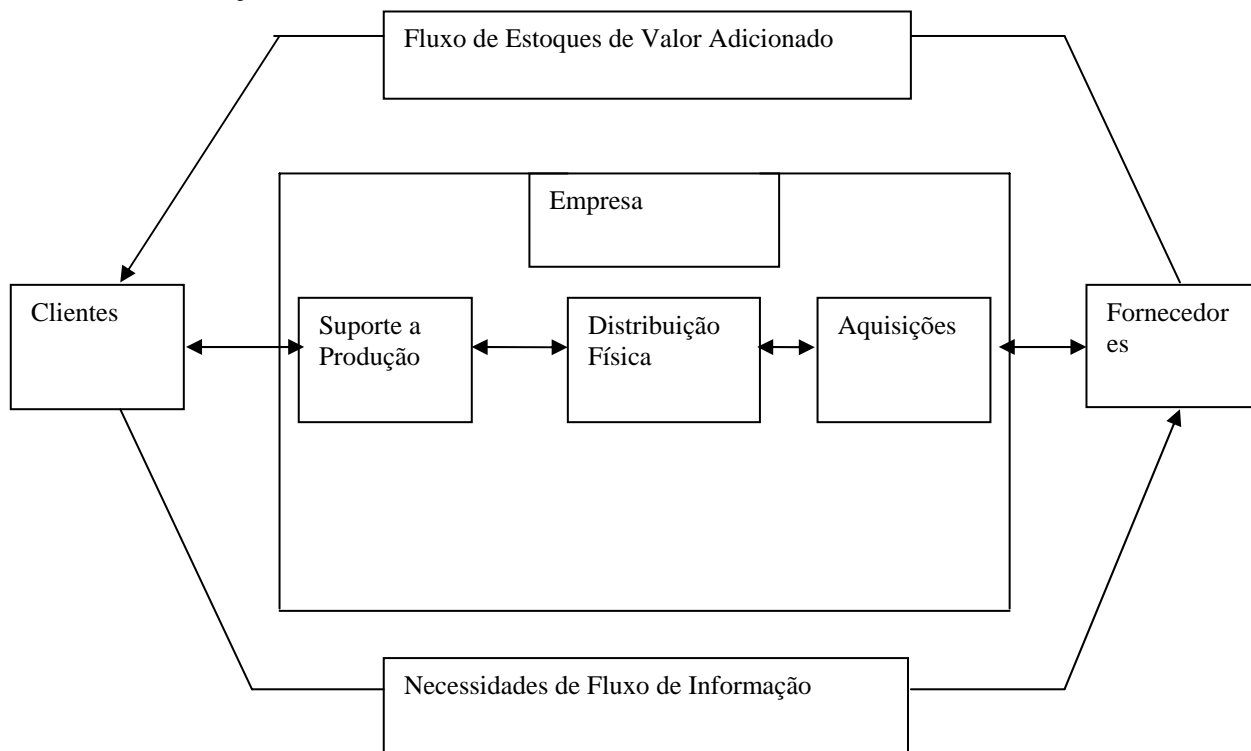 Fluxo de Estoques de Valor Adicionado
Empresa
Clientes
Suporte a
Produção
Distribuição
Física
Aquisições
Fornecedor
es
Necessidades de Fluxo de Informação